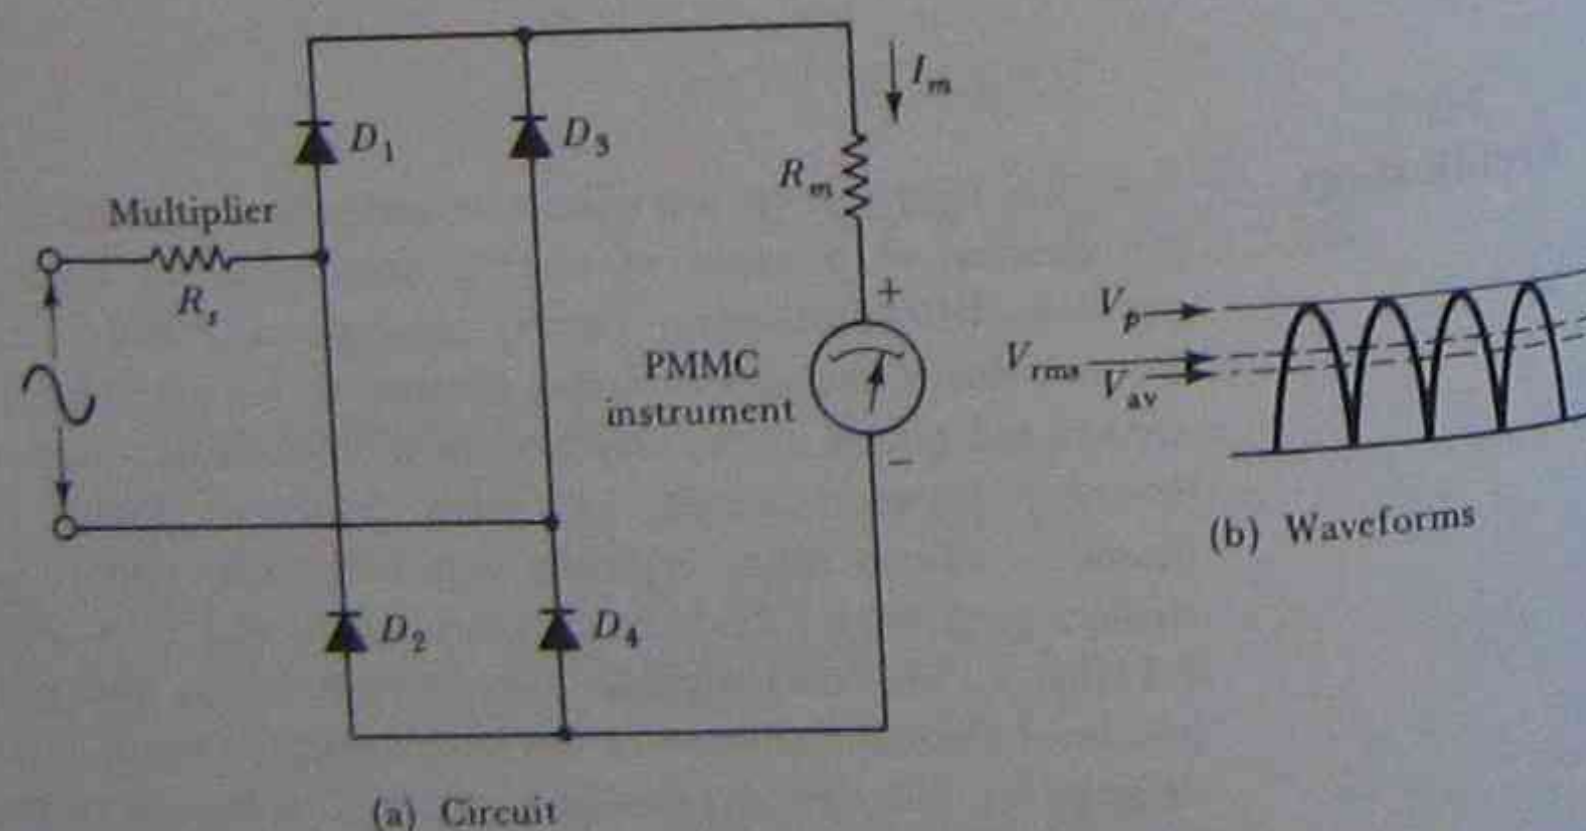 I_m
D_1
D_3
R_m
Multiplier
R_s
+
PMMC
instrument
–
D_2
D_4
(a) Circuit
V_p
V_rms
V_av
(b) Waveforms